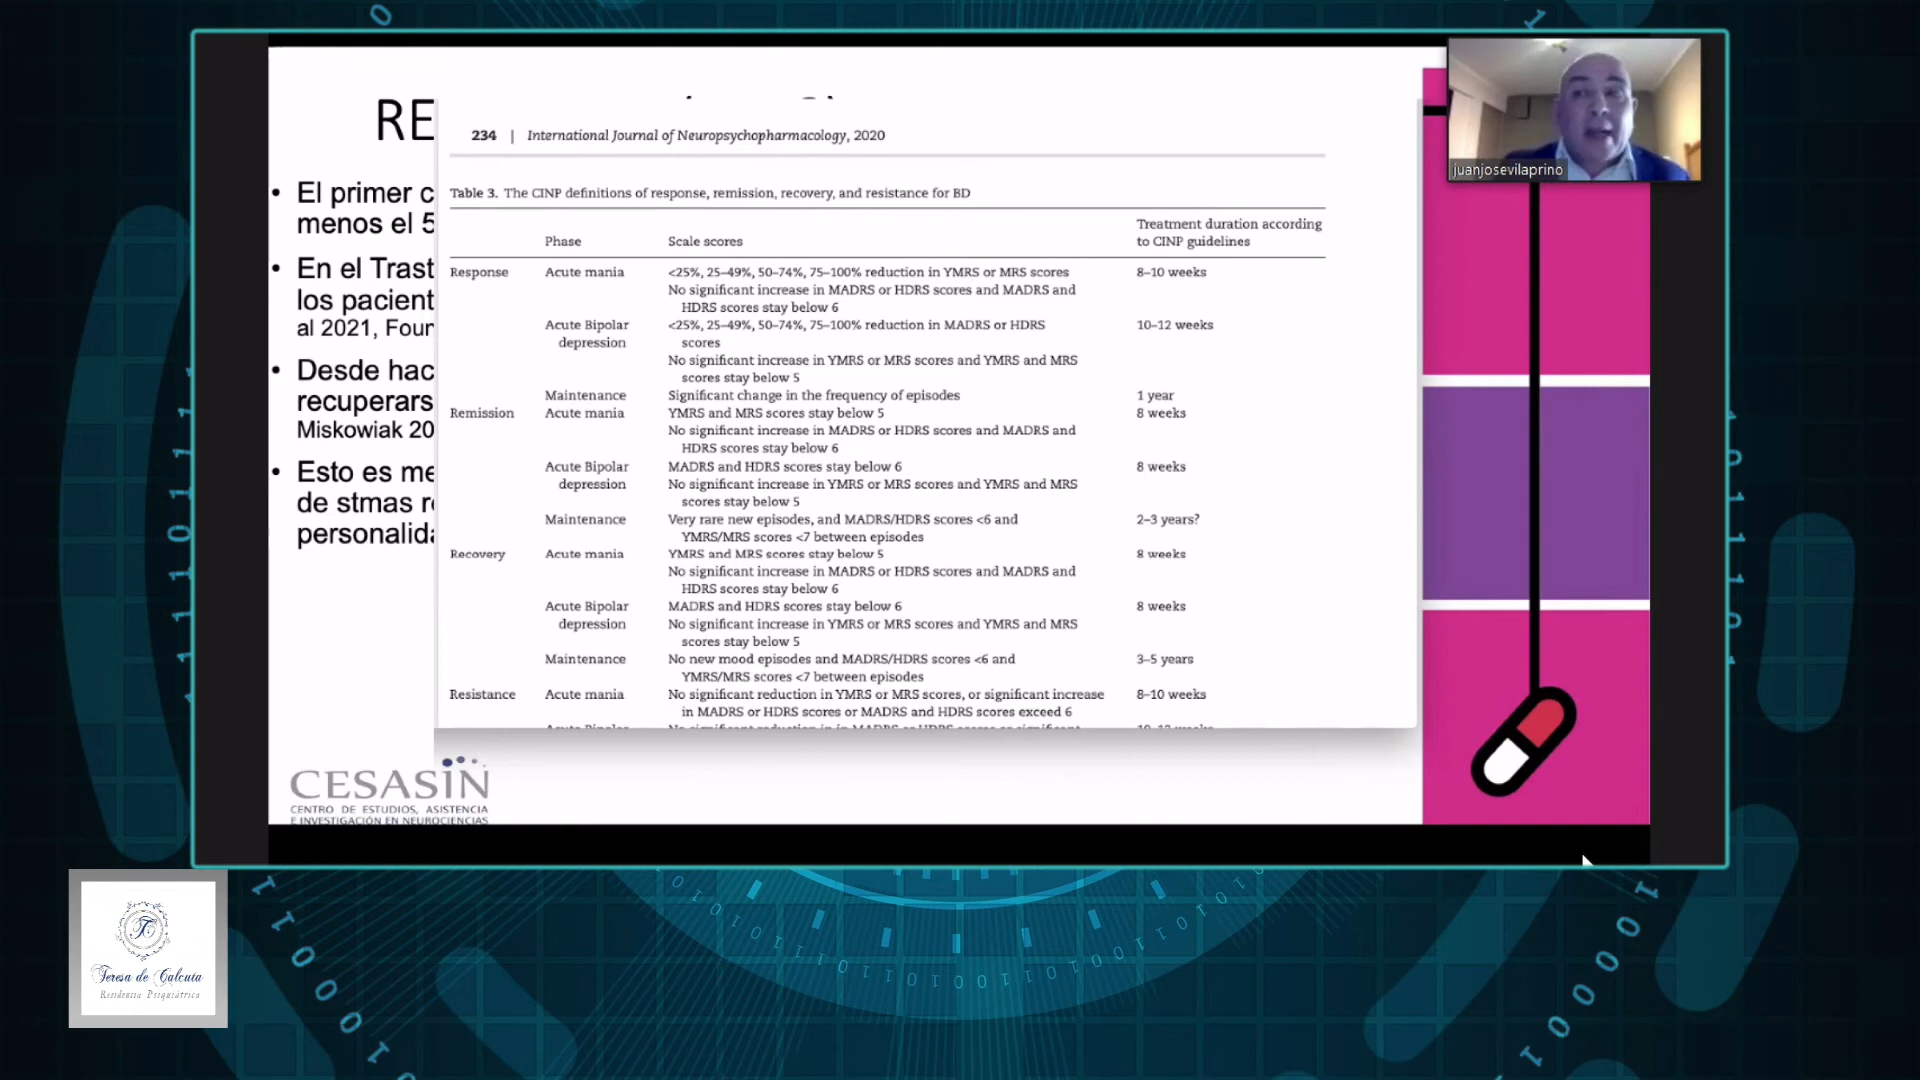 RE
El primer c
menos el 5
En el Trast
los pacient
al 2021, Four
Desde hac
recuperars
Miskowiak 20
Esto es me
de stmas r
personalida
234 | International Journal of Neuropsychopharmacology, 2020
Table 3. The CINP definitions of response, remission, recovery, and resistance for BD
Phase Scale scores Treatment duration according to CINP guidelines
Response Acute mania <25%, 25–49%, 50–74%, 75–100% reduction in YMRS or MRS scores 8–10 weeks
No significant increase in MADRS or HDRS scores and MADRS and
HDRS scores stay below 6
Acute Bipolar <25%, 25–49%, 50–74%, 75–100% reduction in MADRS or HDRS 10–12 weeks
depression scores
No significant increase in YMRS or MRS scores and YMRS and MRS
scores stay below 5
Maintenance Significant change in the frequency of episodes 1 year
Remission Acute mania YMRS and MRS scores stay below 5 8 weeks
No significant increase in MADRS or HDRS scores and MADRS and
HDRS scores stay below 6
Acute Bipolar MADRS and HDRS scores stay below 6 8 weeks
depression No significant increase in YMRS or MRS scores and YMRS and MRS
scores stay below 5
Maintenance Very rare new episodes, and MADRS/HDRS scores <6 and 2–3 years?
YMRS/MRS scores <7 between episodes
Recovery Acute mania YMRS and MRS scores stay below 5 8 weeks
No significant increase in MADRS or HDRS scores and MADRS and
HDRS scores stay below 6
Acute Bipolar MADRS and HDRS scores stay below 6 8 weeks
depression No significant increase in YMRS or MRS scores and YMRS and MRS
scores stay below 5
Maintenance No new mood episodes and MADRS/HDRS scores <6 and 3–5 years
YMRS/MRS scores <7 between episodes
Resistance Acute mania No significant reduction in YMRS or MRS scores, or significant increase 8–10 weeks
in MADRS or HDRS scores or MADRS and HDRS scores exceed 6
juanjosevilaprino
CESASIN
CENTRO DE ESTUDIOS, ASISTENCIA
E INVESTIGACIÓN EN NEUROCIENCIAS
Teresa de Calcuta
Residencia Psiquiátrica